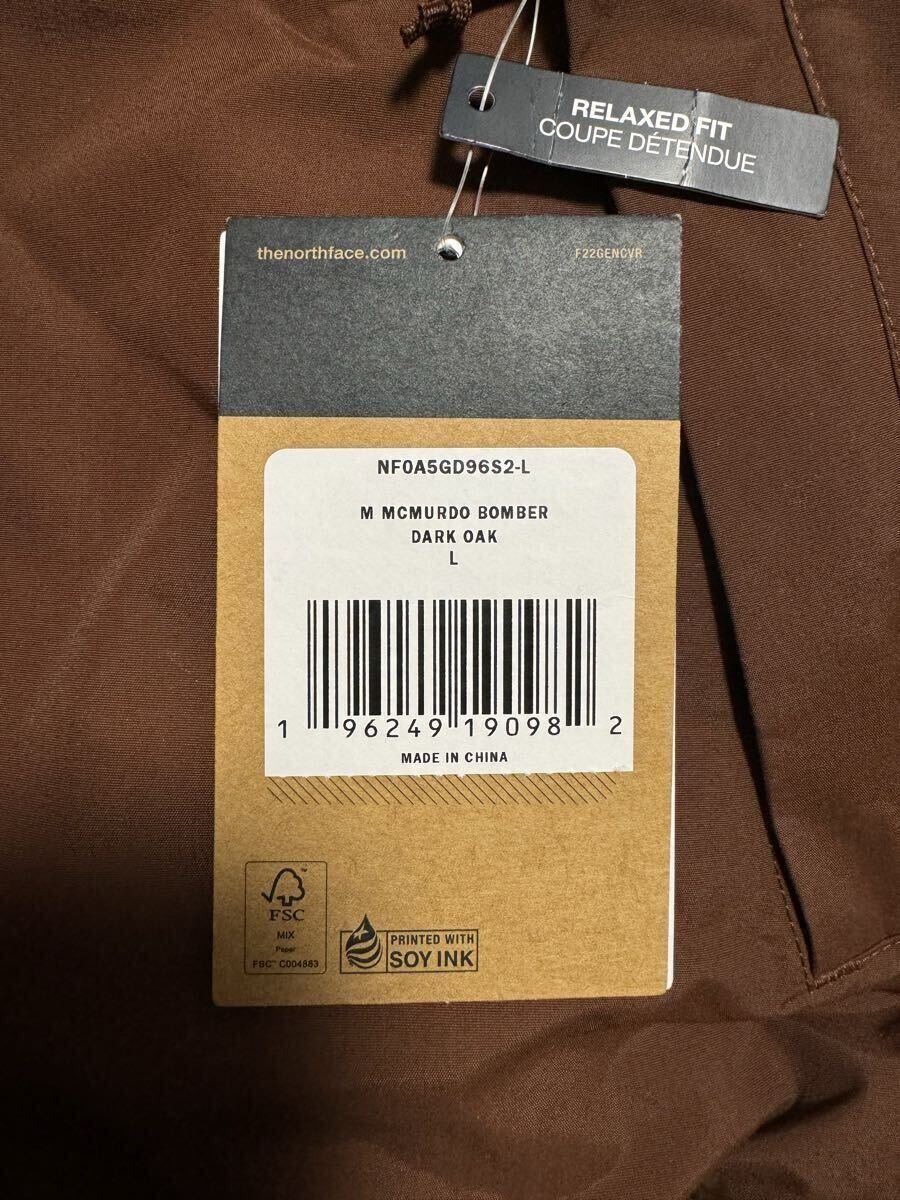 RELAXED FIT
COUPE DÉTENDUE
thenorthface.com
F22GENCVR
NF0A5GD96S2-L
M MCMURDO BOMBER
DARK OAK
L
1 96249 19098 2
MADE IN CHINA
FSC
MIX
Paper
FSC™ C004883
PRINTED WITH
SOY INK